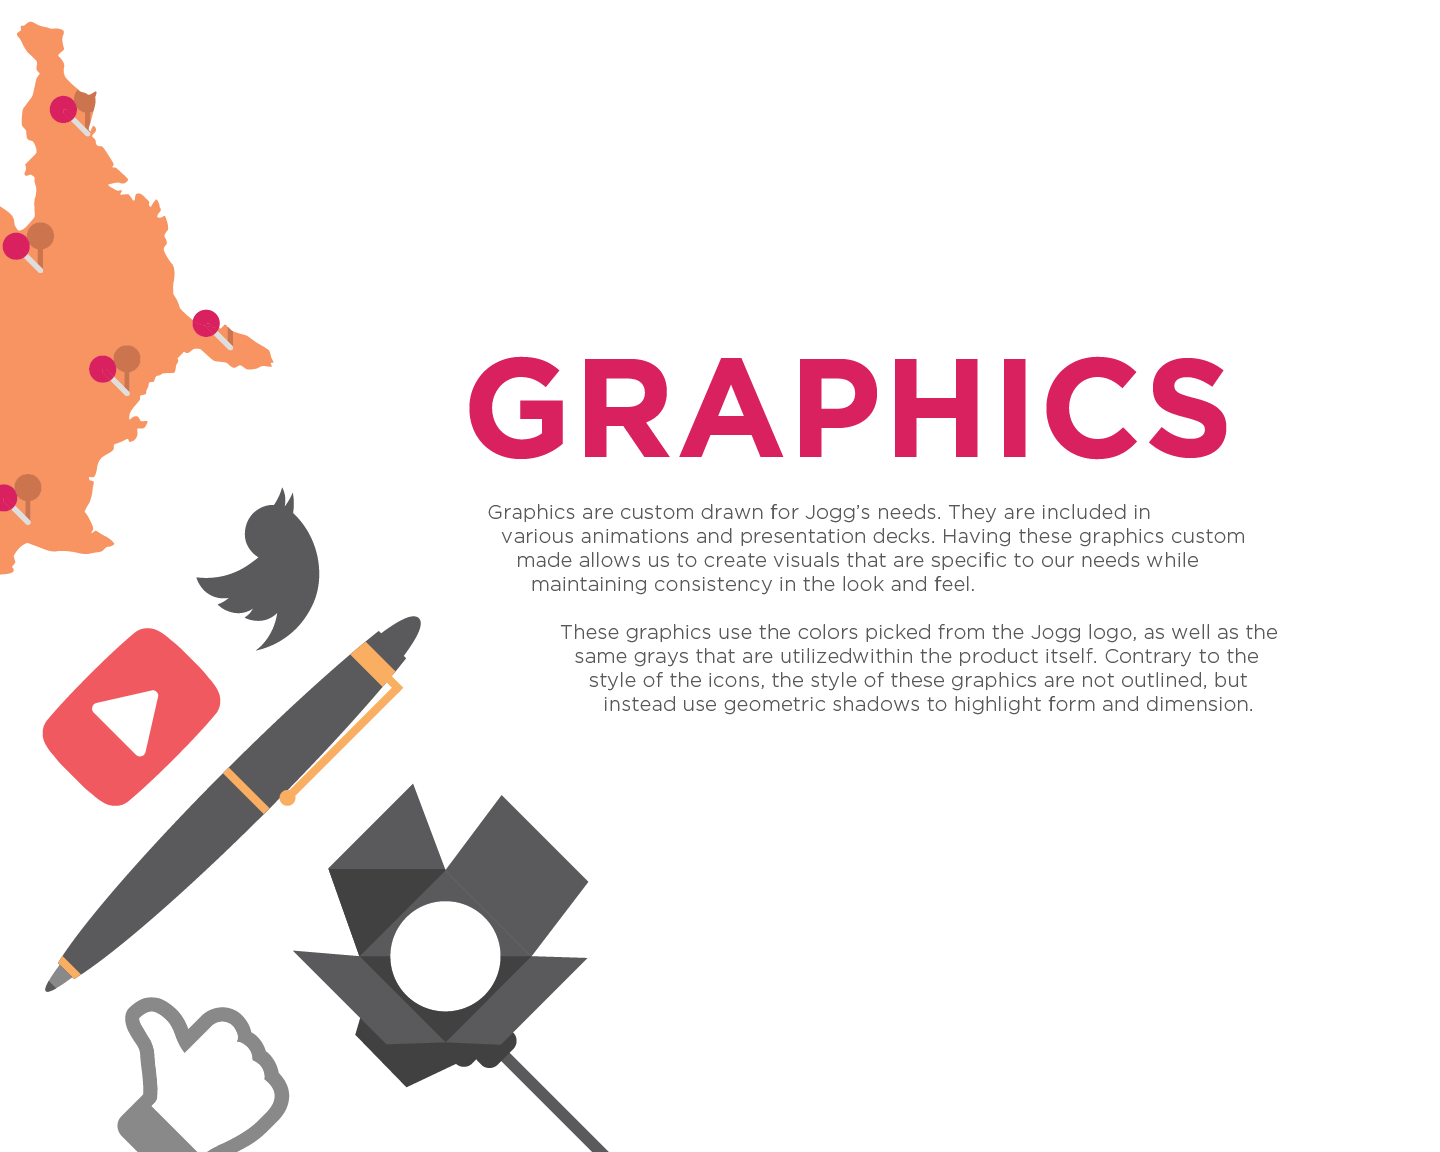 GRAPHICS
Graphics are custom drawn for Jogg’s needs. They are included in
various animations and presentation decks. Having these graphics custom
made allows us to create visuals that are specific to our needs while
maintaining consistency in the look and feel.
These graphics use the colors picked from the Jogg logo, as well as the
same grays that are utilizedwithin the product itself. Contrary to the
style of the icons, the style of these graphics are not outlined, but
instead use geometric shadows to highlight form and dimension.